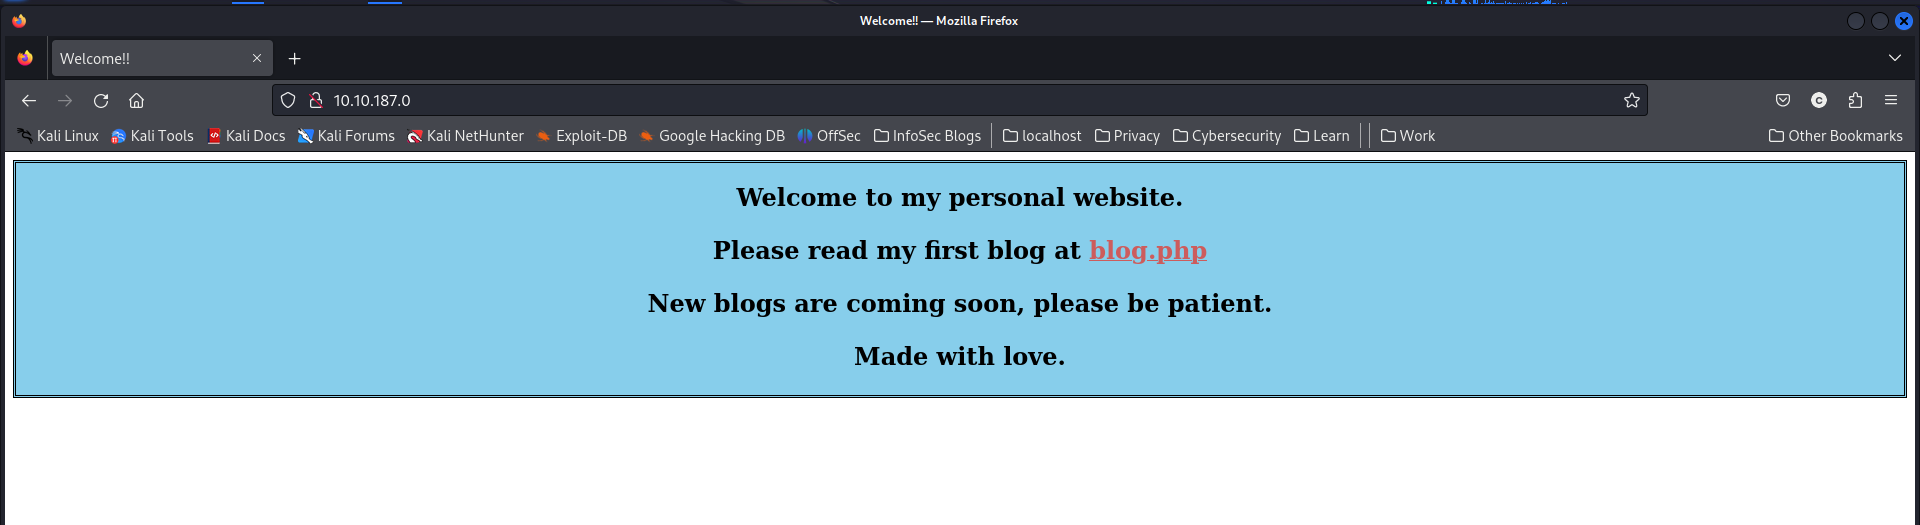 Welcome!! — Mozilla Firefox
Welcome!!
10.10.187.0
Kali Linux Kali Tools Kali Docs Kali Forums Kali NetHunter Exploit-DB Google Hacking DB OffSec InfoSec Blogs localhost Privacy Cybersecurity Learn Work Other Bookmarks
Welcome to my personal website.
Please read my first blog at blog.php
New blogs are coming soon, please be patient.
Made with love.